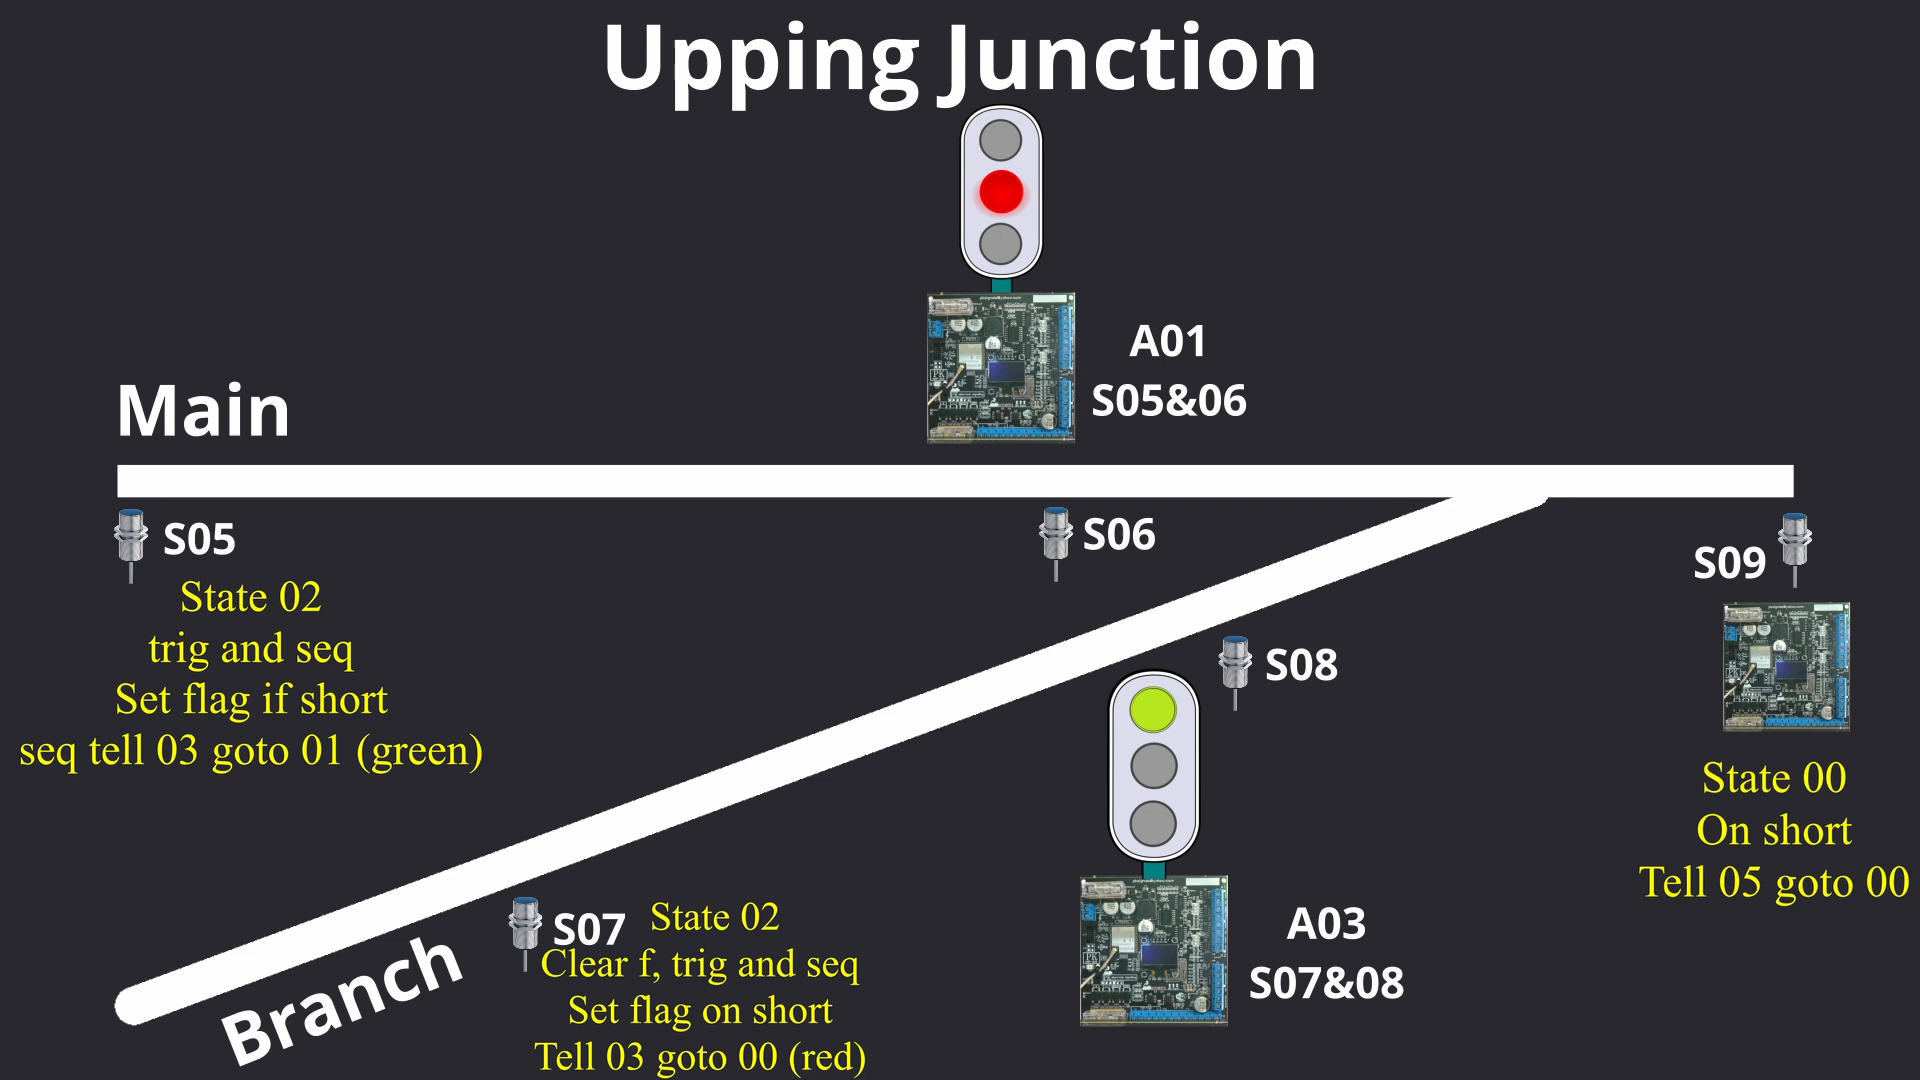 Upping Junction
A01
S05&06
Main
S05
S06
S09
State 02
trig and seq
Set flag if short
seq tell 03 goto 01 (green)
S08
State 00
On short
Tell 05 goto 00
A03
S07&08
S07
State 02
Clear f, trig and seq
Set flag on short
Tell 03 goto 00 (red)
Branch